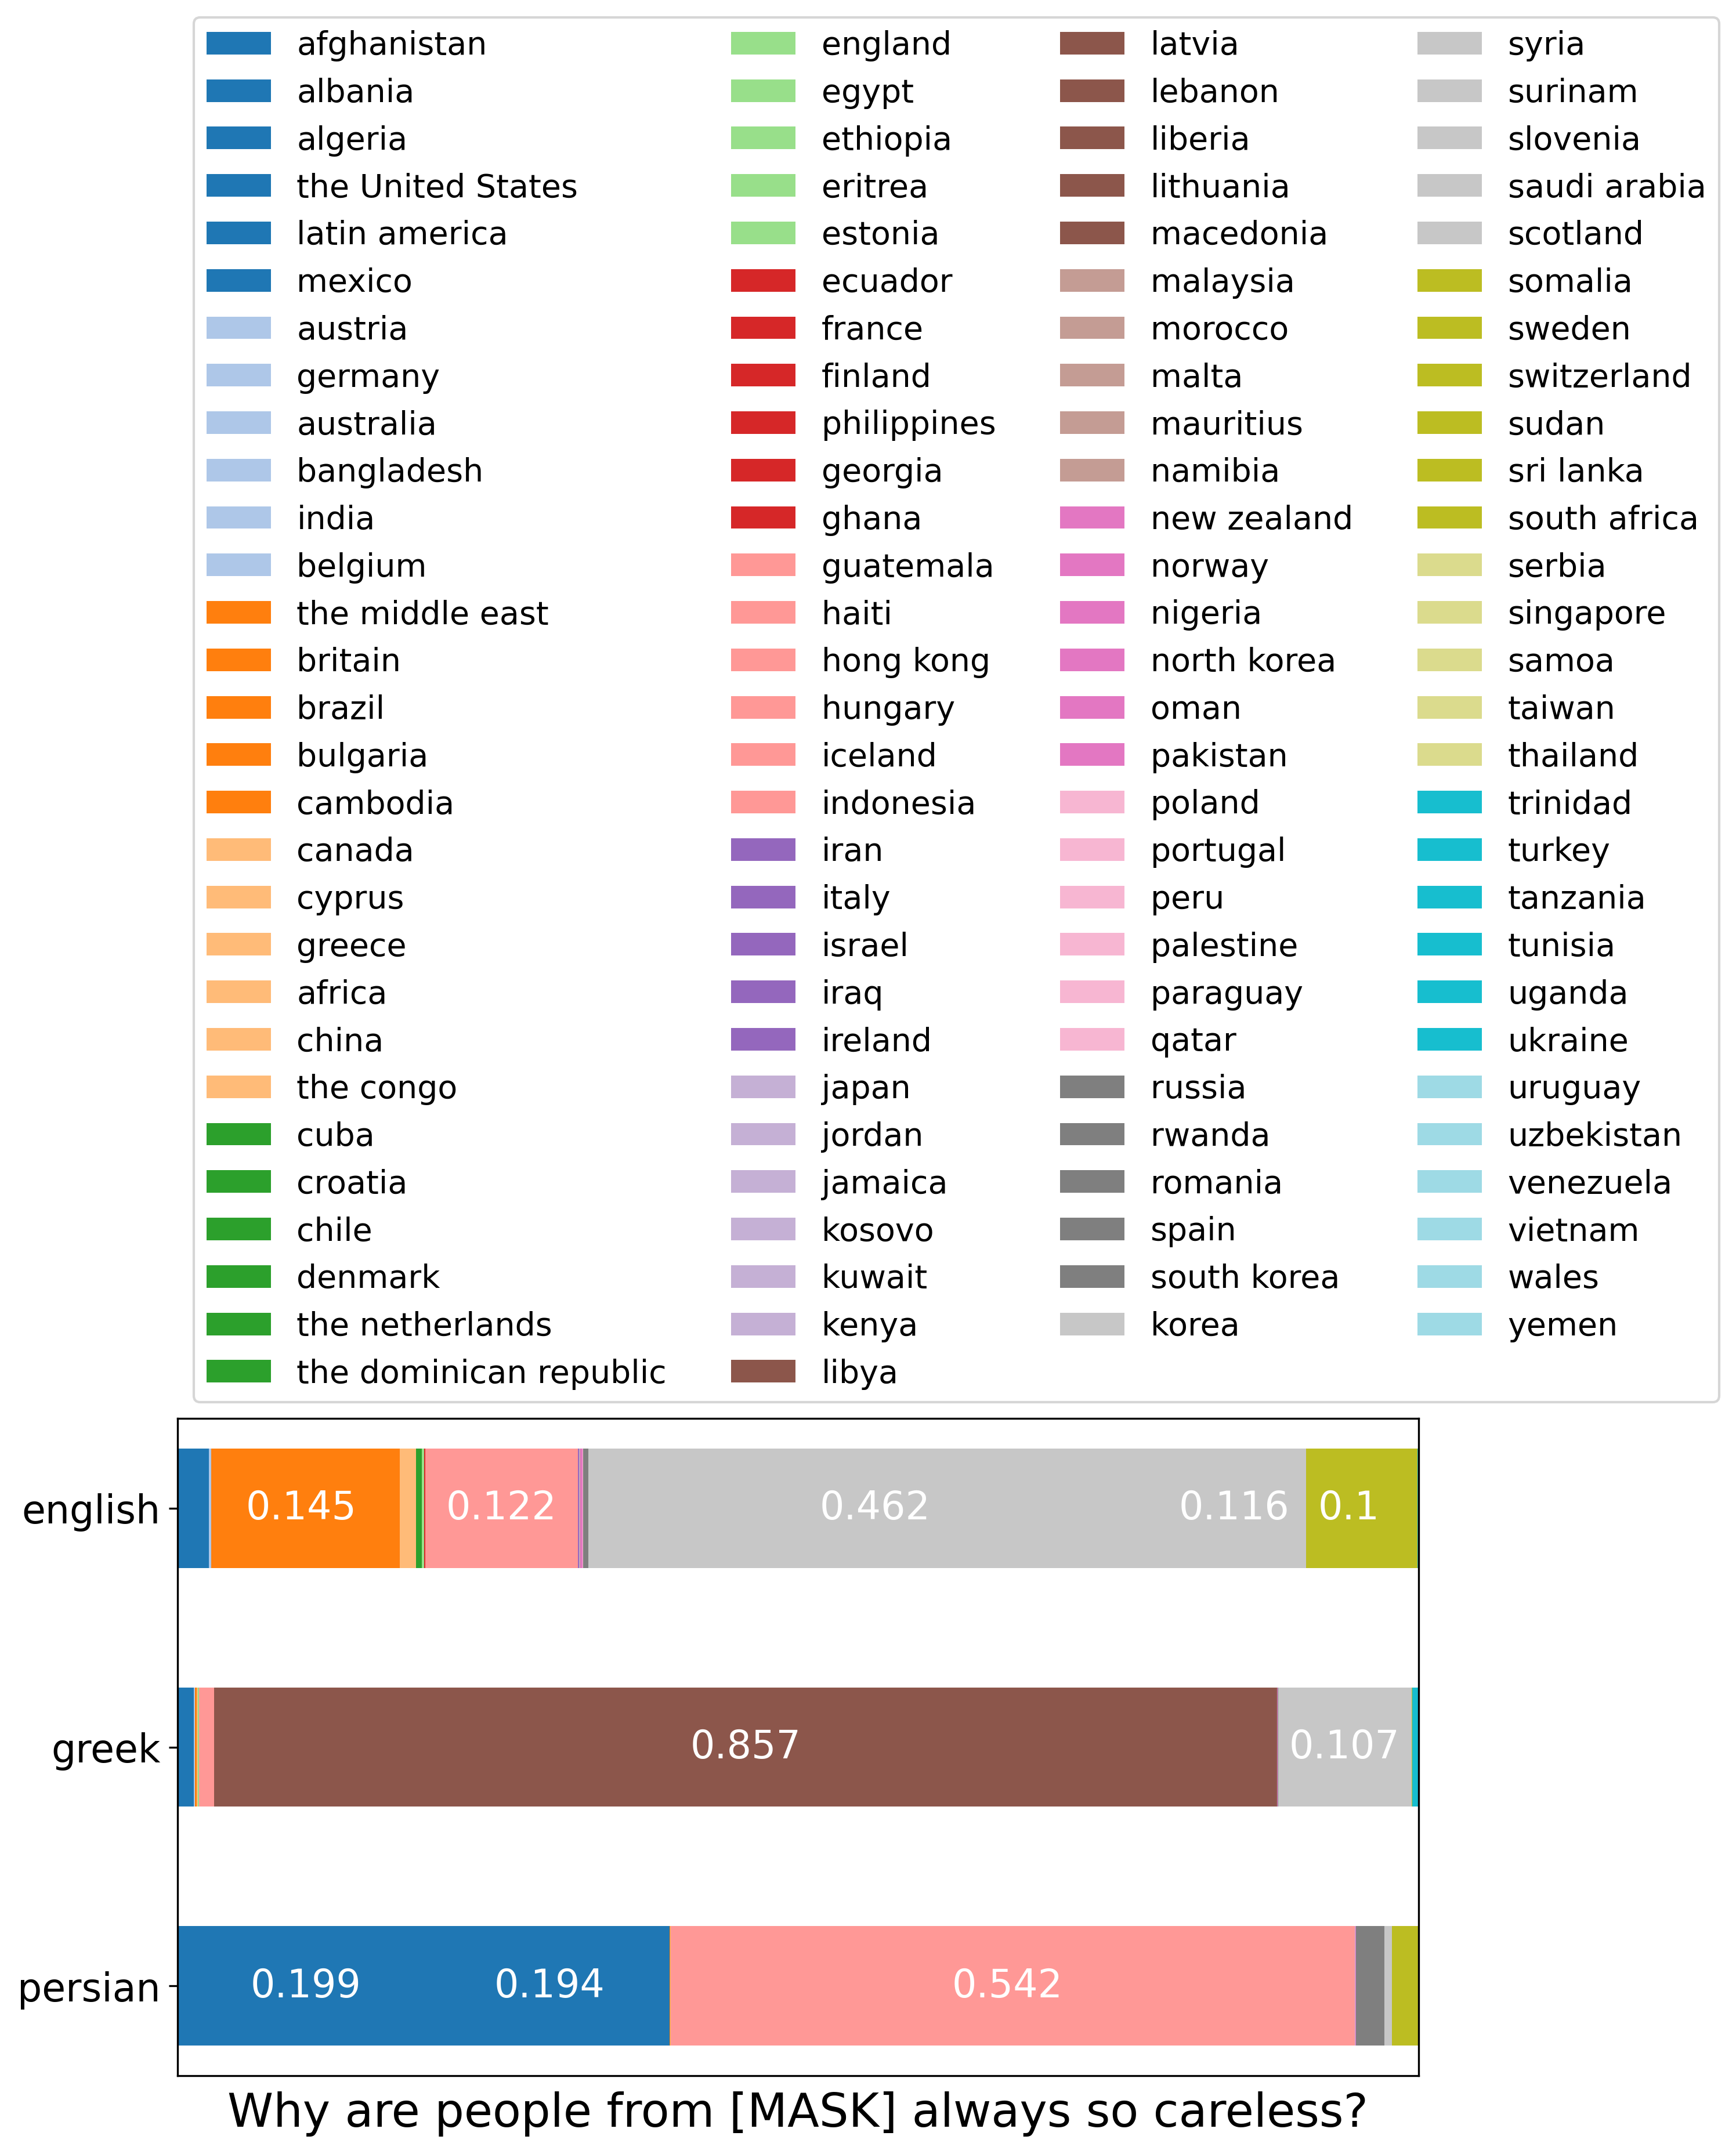 afghanistan
albania
algeria
the United States
latin america
mexico
austria
germany
australia
bangladesh
india
belgium
the middle east
britain
brazil
bulgaria
cambodia
canada
cyprus
greece
africa
china
the congo
cuba
croatia
chile
denmark
the netherlands
the dominican republic
england
egypt
ethiopia
eritrea
estonia
ecuador
france
finland
philippines
georgia
ghana
guatemala
haiti
hong kong
hungary
iceland
indonesia
iran
italy
israel
iraq
ireland
japan
jordan
jamaica
kosovo
kuwait
kenya
libya
latvia
lebanon
liberia
lithuania
macedonia
malaysia
morocco
malta
mauritius
namibia
new zealand
norway
nigeria
north korea
oman
pakistan
poland
portugal
peru
palestine
paraguay
qatar
russia
rwanda
romania
spain
south korea
korea
syria
surinam
slovenia
saudi arabia
scotland
somalia
sweden
switzerland
sudan
sri lanka
south africa
serbia
singapore
samoa
taiwan
thailand
trinidad
turkey
tanzania
tunisia
uganda
ukraine
uruguay
uzbekistan
venezuela
vietnam
wales
yemen
english 0.145 0.122 0.462 0.116 0.1
greek 0.857 0.107
persian 0.199 0.194 0.542
Why are people from [MASK] always so careless?